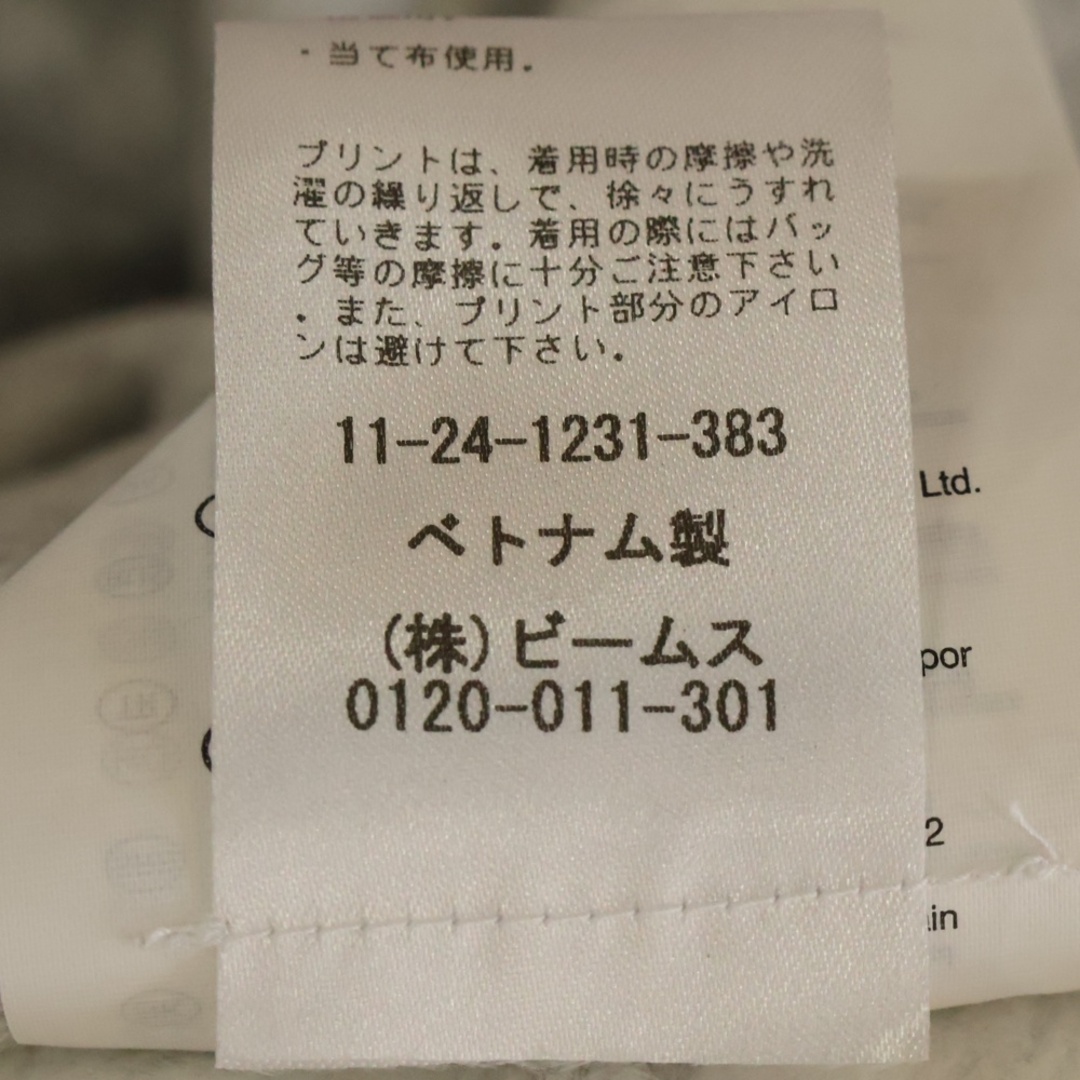 ・当て布使用.
プリントは、着用時の摩擦や洗
濯の繰り返しで、徐々にうすれ
ていきます.着用の際にはバッ
グ等の摩擦に十分ご注意下さい
.また、プリント部分のアイロ
ンは避けて下さい.
11-24-1231-383
ベトナム製
(株)ビームス
0120-011-301
Ltd.
por
2
in